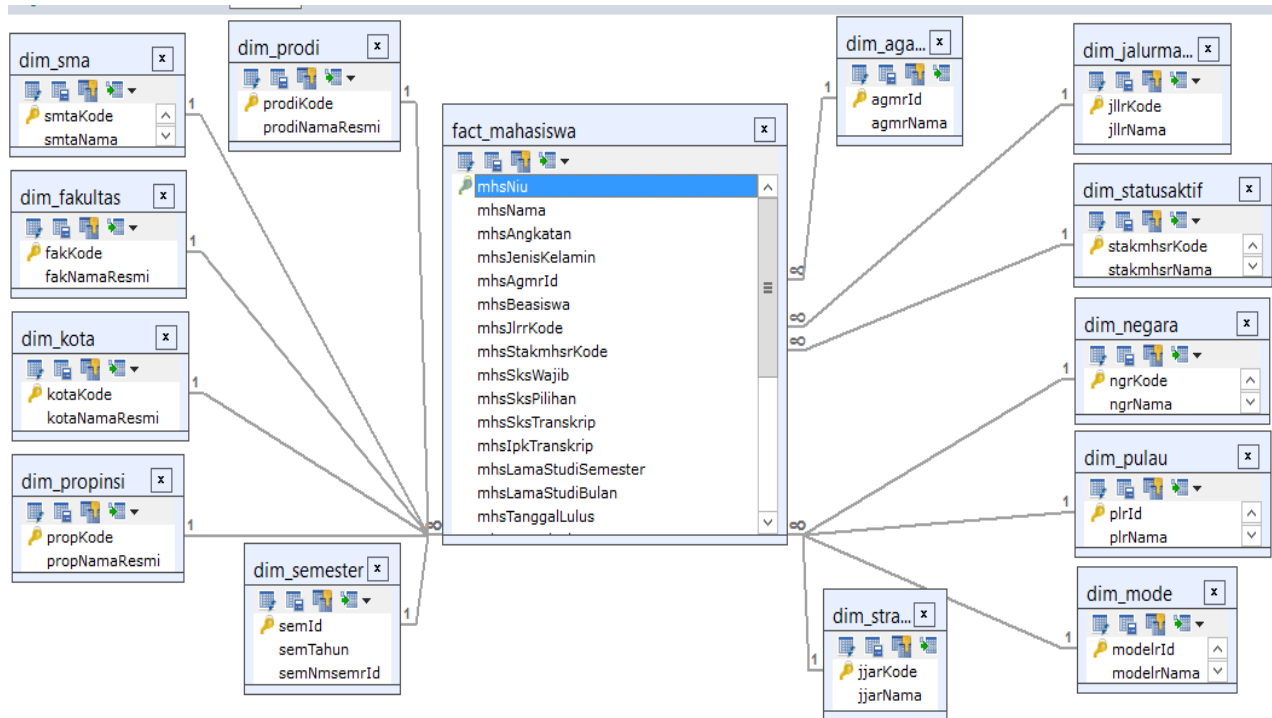 dim_sma
smtaKode
smtaNama
1
dim_prodi
prodiKode
prodiNamaResmi
1
dim_fakultas
fakKode
fakNamaResmi
1
dim_kota
kotaKode
kotaNamaResmi
1
dim_propinsi
propKode
propNamaResmi
1
dim_semester
semId
semTahun
semNmsemrId
1
fact_mahasiswa
mhsNiu
mhsNama
mhsAngkatan
mhsJenisKelamin
mhsAgmrId
mhsBeasiswa
mhsJlrrKode
mhsStakmhsrKode
mhsSksWajib
mhsSksPilihan
mhsSksTranskrip
mhsIpkTranskrip
mhsLamaStudiSemester
mhsLamaStudiBulan
mhsTanggalLulus
∞
∞
∞
∞
∞
dim_aga...
agmrId
agmrNama
1
dim_jalurma...
jllrKode
jllrNama
1
dim_statusaktif
stakmhsrKode
stakmhsrNama
1
dim_negara
ngrKode
ngrNama
1
dim_pulau
plrId
plrNama
1
dim_mode
modelrId
modelrNama
1
dim_stra...
jjarKode
jjarNama
1